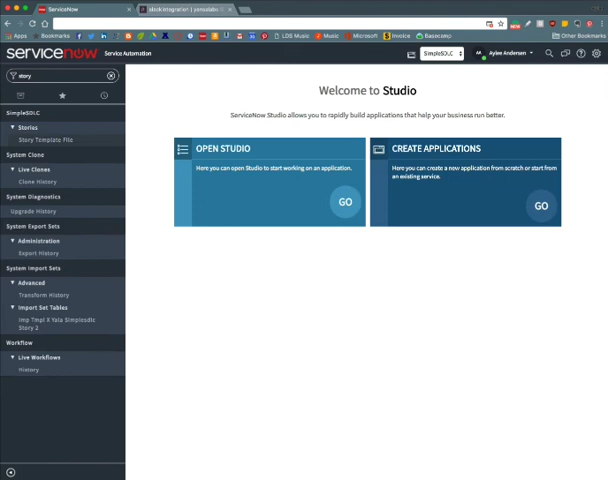 ServiceNow
slackintegration | yansalabs
Apps Bookmarks LDS Music Music Microsoft Invoice Basecamp Other Bookmarks
servicenow Service Automation
SimpleSDLC
AA Aylee Andersen
story
Welcome to Studio
ServiceNow Studio allows you to rapidly build applications that help your business run better.
OPEN STUDIO
Here you can open Studio to start working on an application.
GO
CREATE APPLICATIONS
Here you can create a new application from scratch or start from
an existing service.
GO
SimpleSDLC
Stories
Story Template File
System Clone
Live Clones
Clone History
System Diagnostics
Upgrade History
System Export Sets
Administration
Export History
System Import Sets
Advanced
Transform History
Import Set Tables
Imp Tmpl X Yala Simplesdlc
Story 2
Workflow
Live Workflows
History